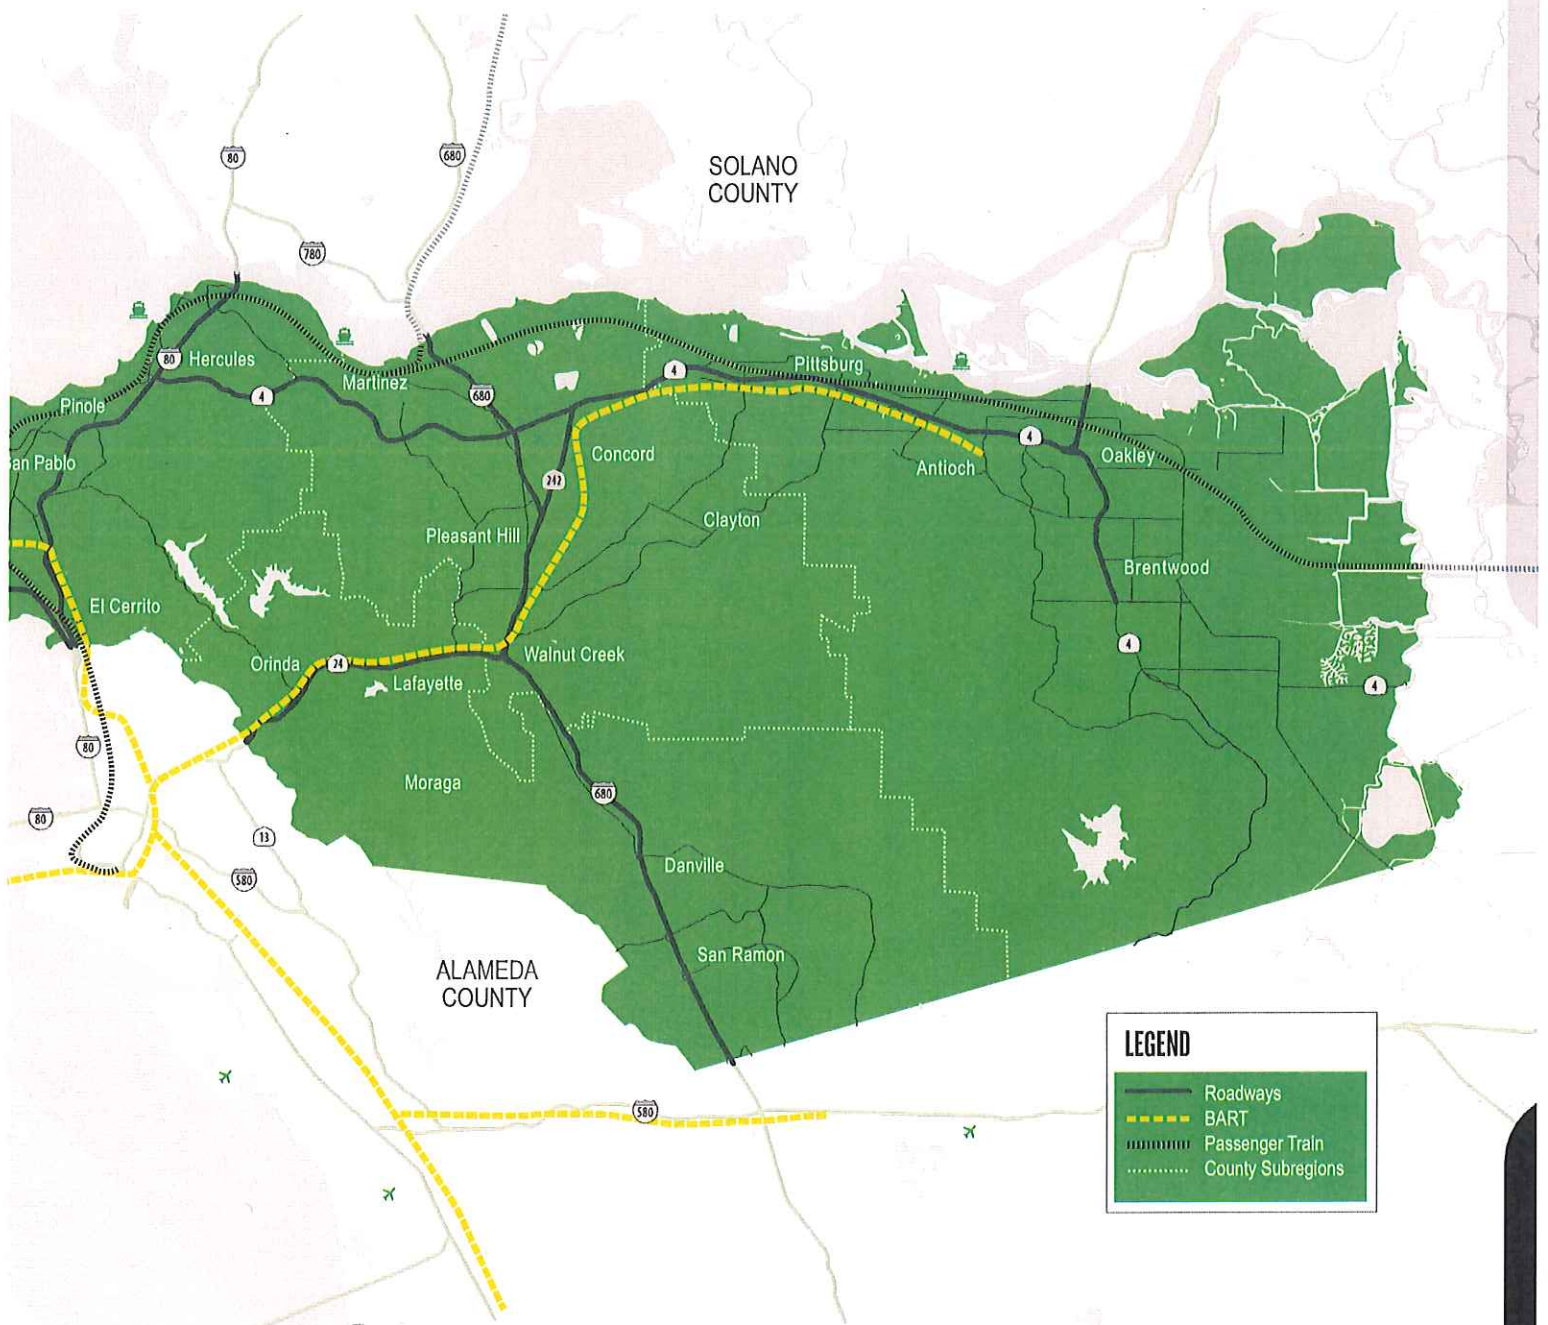 SOLANO
COUNTY
80
680
780
80
Hercules
4
Martinez
680
4
Pittsburg
Pinole
San Pablo
Concord
4
Antioch
Oakley
242
Pleasant Hill
Clayton
Brentwood
El Cerrito
Orinda
24
Lafayette
Walnut Creek
4
4
80
Moraga
680
80
13
580
Danville
San Ramon
ALAMEDA
COUNTY
580
LEGEND
Roadways
BART
Passenger Train
County Subregions